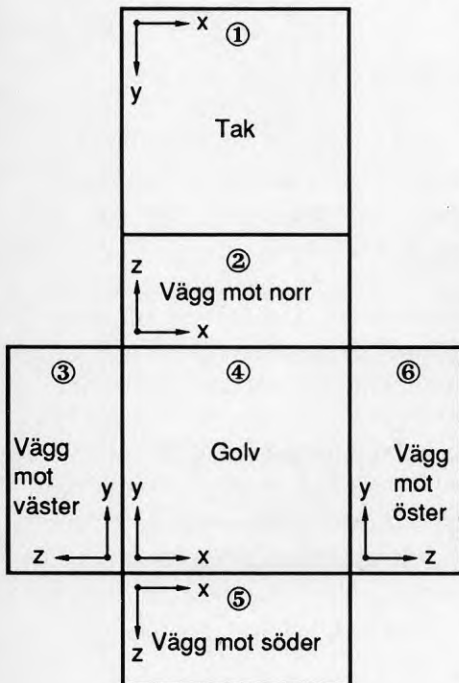 x ①
y
Tak
z ②
Vägg mot norr
x
③ ④ ⑥
Vägg
mot
väster
y
z
Golv
y
x
Vägg
mot
öster
y
z
x ⑤
z
Vägg mot söder